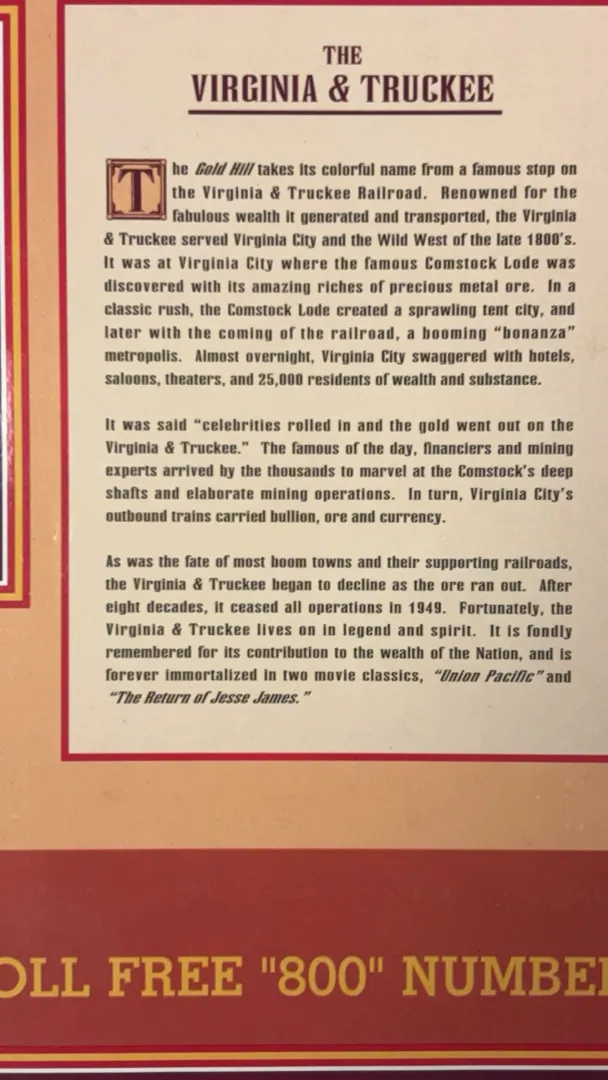 THE
VIRGINIA & TRUCKEE
The Gold Hill takes its colorful name from a famous stop on
the Virginia & Truckee Railroad. Renowned for the
fabulous wealth it generated and transported, the Virginia
& Truckee served Virginia City and the Wild West of the late 1800's.
It was at Virginia City where the famous Comstock Lode was
discovered with its amazing riches of precious metal ore. In a
classic rush, the Comstock Lode created a sprawling tent city, and
later with the coming of the railroad, a booming "bonanza"
metropolis. Almost overnight, Virginia City swaggered with hotels,
saloons, theaters, and 25,000 residents of wealth and substance.
It was said "celebrities rolled in and the gold went out on the
Virginia & Truckee." The famous of the day, financiers and mining
experts arrived by the thousands to marvel at the Comstock's deep
shafts and elaborate mining operations. In turn, Virginia City's
outbound trains carried bullion, ore and currency.
As was the fate of most boom towns and their supporting railroads,
the Virginia & Truckee began to decline as the ore ran out. After
eight decades, it ceased all operations in 1949. Fortunately, the
Virginia & Truckee lives on in legend and spirit. It is fondly
remembered for its contribution to the wealth of the Nation, and is
forever immortalized in two movie classics, "Union Pacific" and
"The Return of Jesse James."
OLL FREE "800" NUMBE